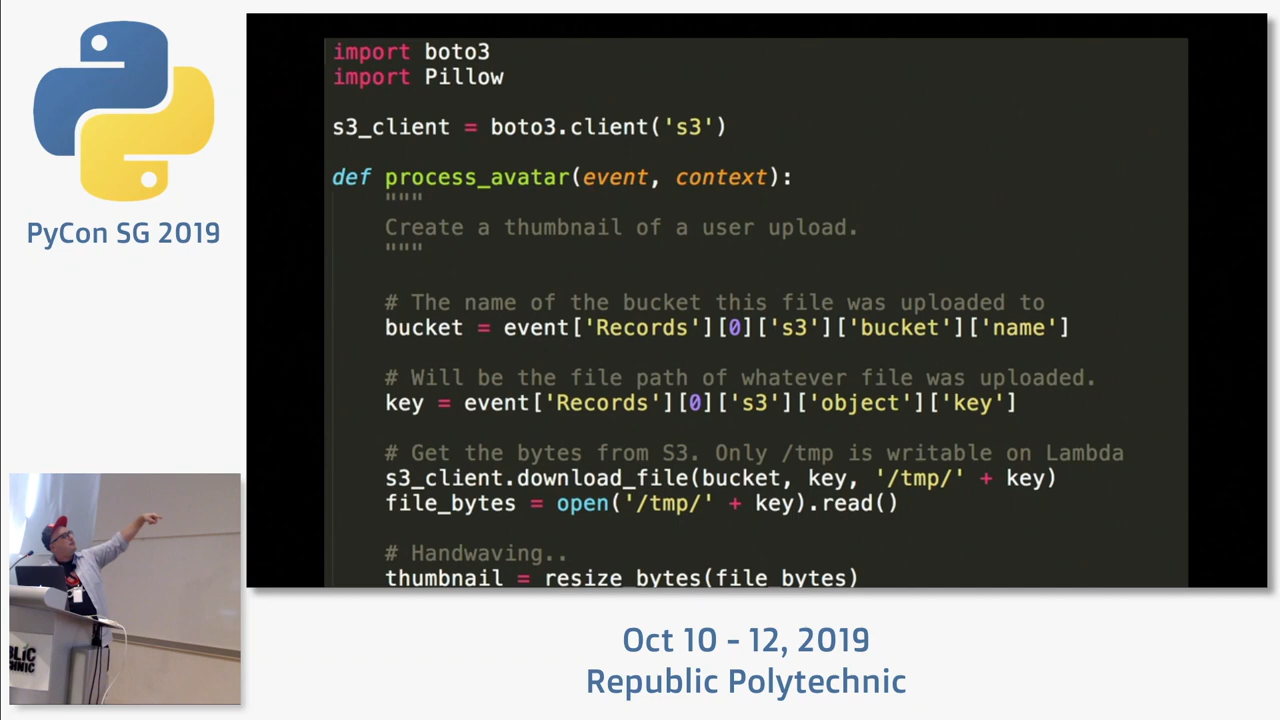 PyCon SG 2019
import boto3
import Pillow
s3_client = boto3.client('s3')
def process_avatar(event, context):
"""
Create a thumbnail of a user upload.
"""
# The name of the bucket this file was uploaded to
bucket = event['Records'][0]['s3']['bucket']['name']
# Will be the file path of whatever file was uploaded.
key = event['Records'][0]['s3']['object']['key']
# Get the bytes from S3. Only /tmp is writable on Lambda
s3_client.download_file(bucket, key, '/tmp/' + key)
file_bytes = open('/tmp/' + key).read()
# Handwaving..
thumbnail = resize_bytes(file_bytes)
Oct 10 - 12, 2019
Republic Polytechnic